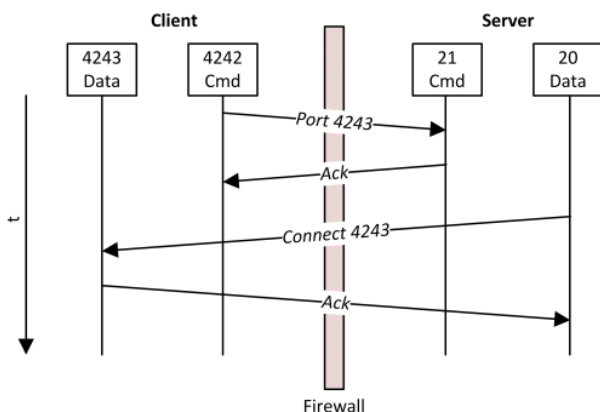 Client
Server
4243
Data
4242
Cmd
21
Cmd
20
Data
Port 4243
Ack
t
Connect 4243
Ack
Firewall